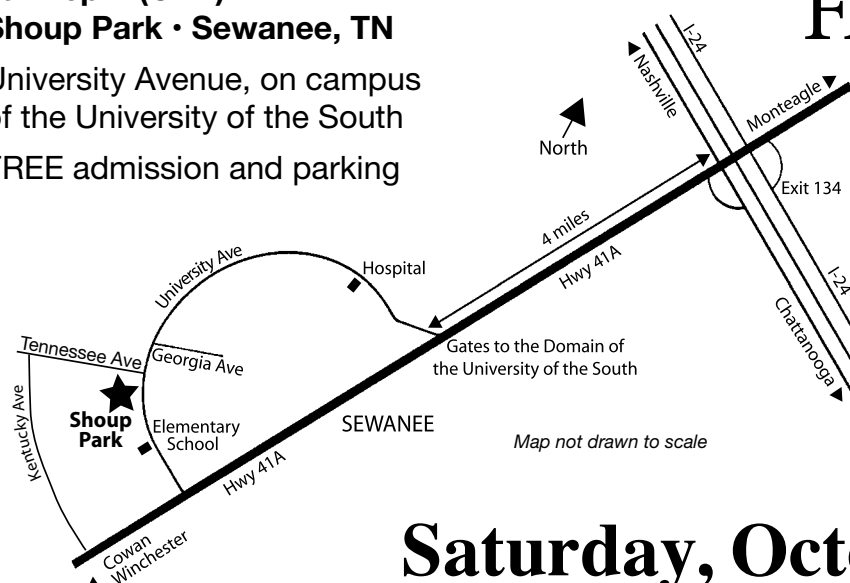 Shoup Park • Sewanee, TN
University Avenue, on campus
of the University of the South
FREE admission and parking
I-24
Nashville
Monteagle
North
Exit 134
4 miles
Hwy 41A
University Ave
Hospital
I-24
Chattanooga
Tennessee Ave
Georgia Ave
Gates to the Domain of
the University of the South
Kentucky Ave
Shoup
Park
Elementary
School
SEWANEE
Map not drawn to scale
Hwy 41A
Cowan
Winchester
Saturday,